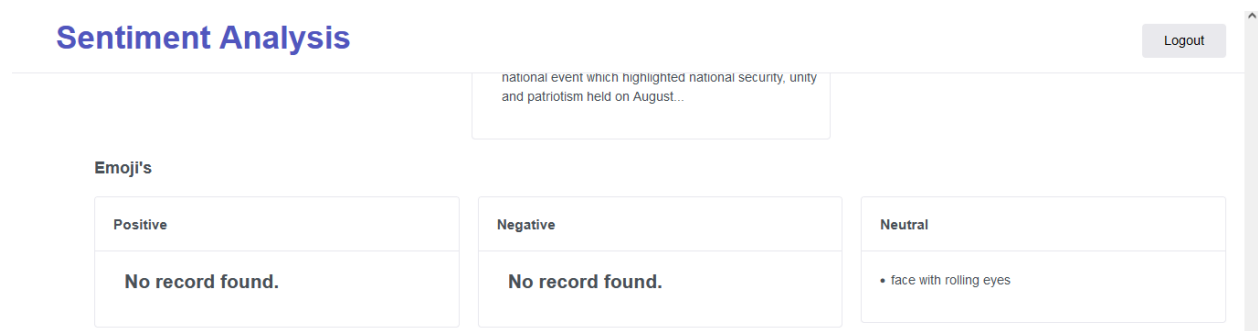 Sentiment Analysis
Logout
national event which highlighted national security, unity
and patriotism held on August...
Emoji's
Positive
Negative
Neutral
No record found.
No record found.
• face with rolling eyes